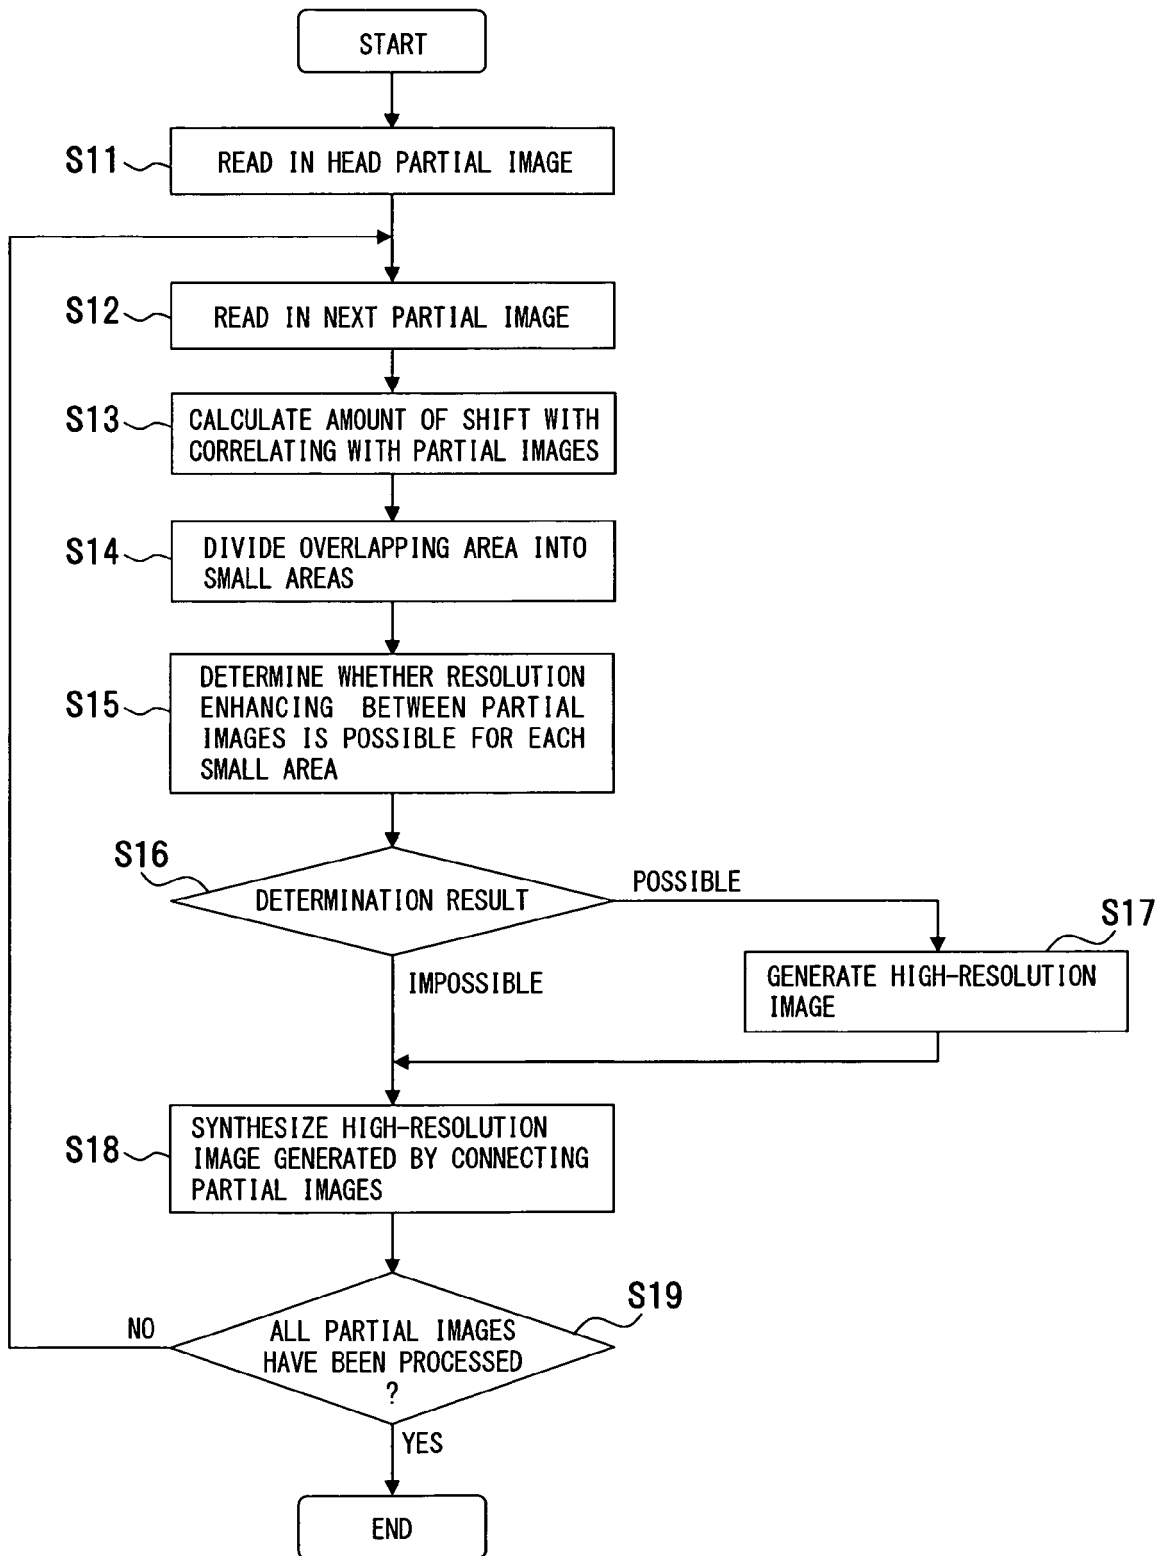 START
S11
READ IN HEAD PARTIAL IMAGE
S12
READ IN NEXT PARTIAL IMAGE
S13
CALCULATE AMOUNT OF SHIFT WITH
CORRELATING WITH PARTIAL IMAGES
S14
DIVIDE OVERLAPPING AREA INTO
SMALL AREAS
S15
DETERMINE WHETHER RESOLUTION
ENHANCING BETWEEN PARTIAL
IMAGES IS POSSIBLE FOR EACH
SMALL AREA
S16
DETERMINATION RESULT
POSSIBLE
S17
GENERATE HIGH-RESOLUTION
IMAGE
IMPOSSIBLE
S18
SYNTHESIZE HIGH-RESOLUTION
IMAGE GENERATED BY CONNECTING
PARTIAL IMAGES
S19
NO
ALL PARTIAL IMAGES
HAVE BEEN PROCESSED
?
YES
END